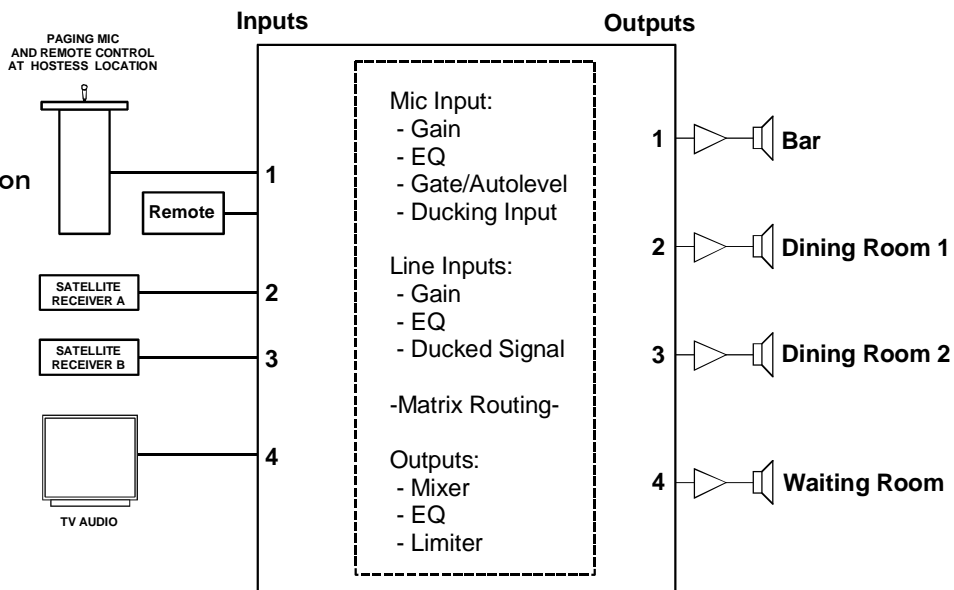 Inputs
Outputs
PAGING MIC
AND REMOTE CONTROL
AT HOSTESS LOCATION
on
1
Remote
SATELLITE
RECEIVER A
2
SATELLITE
RECEIVER B
3
4
TV AUDIO
Mic Input:
- Gain
- EQ
- Gate/Autolevel
- Ducking Input
Line Inputs:
- Gain
- EQ
- Ducked Signal
-Matrix Routing-
Outputs:
- Mixer
- EQ
- Limiter
1 Bar
2 Dining Room 1
3 Dining Room 2
4 Waiting Room